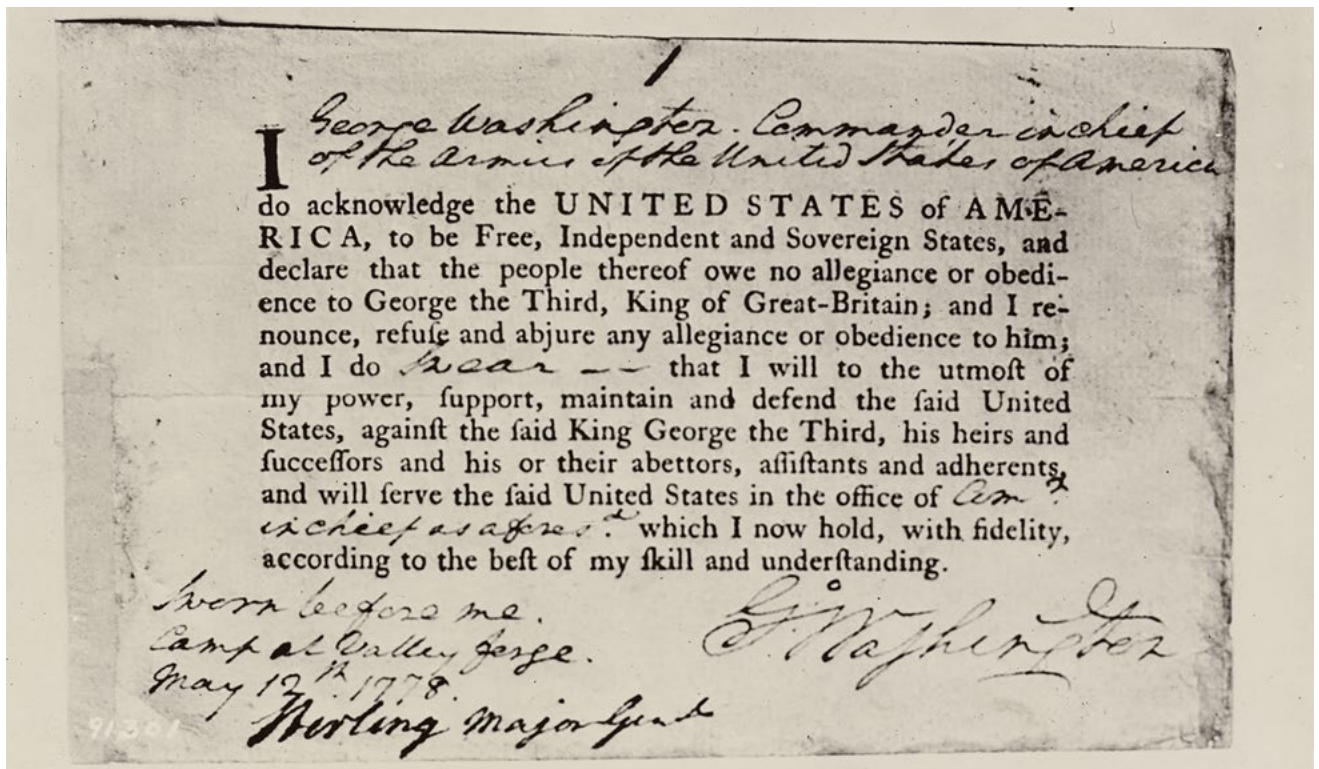 I George Washington. Commander in chief
of the Armies of the United States of America
do acknowledge the UNITED STATES of AME-
RICA, to be Free, Independent and Sovereign States, and
declare that the people thereof owe no allegiance or obedi-
ence to George the Third, King of Great-Britain; and I re-
nounce, refuſe and abjure any allegiance or obedience to him;
and I do swear -- that I will to the utmoſt of
my power, ſupport, maintain and defend the ſaid United
States, againſt the ſaid King George the Third, his heirs and
ſucceſſors and his or their abettors, aſſiſtants and adherents,
and will ſerve the ſaid United States in the office of Comr
in chief as aforesd. which I now hold, with fidelity,
according to the beſt of my ſkill and underſtanding.
Sworn before me.
Camp at Valley forge.
May 12th. 1778.
Go. Washington
Stirling Major Genl
91301